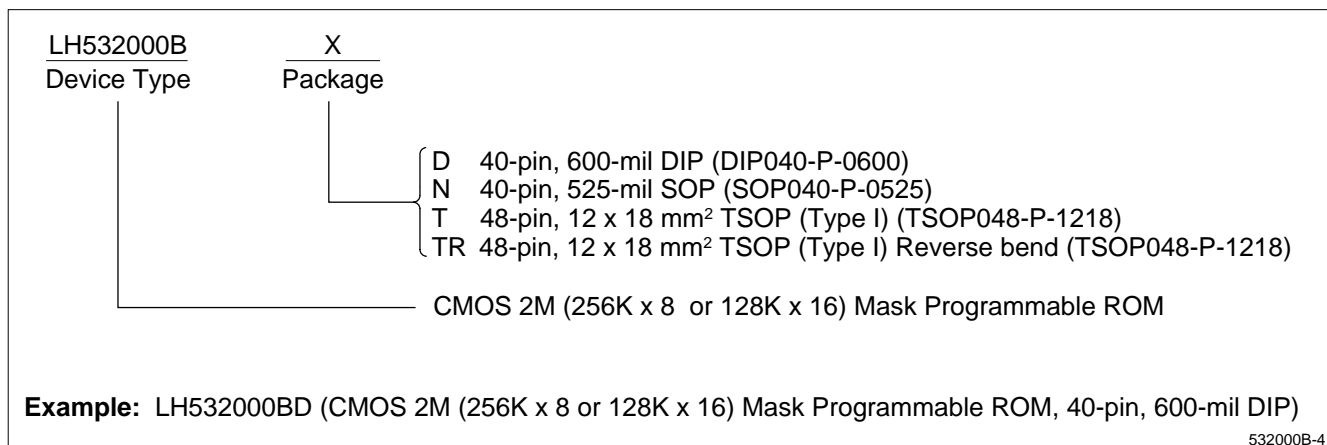 LH532000B X
Device Type Package
D 40-pin, 600-mil DIP (DIP040-P-0600)
N 40-pin, 525-mil SOP (SOP040-P-0525)
T 48-pin, 12 x 18 mm² TSOP (Type I) (TSOP048-P-1218)
TR 48-pin, 12 x 18 mm² TSOP (Type I) Reverse bend (TSOP048-P-1218)
CMOS 2M (256K x 8 or 128K x 16) Mask Programmable ROM
Example: LH532000BD (CMOS 2M (256K x 8 or 128K x 16) Mask Programmable ROM, 40-pin, 600-mil DIP)
532000B-4